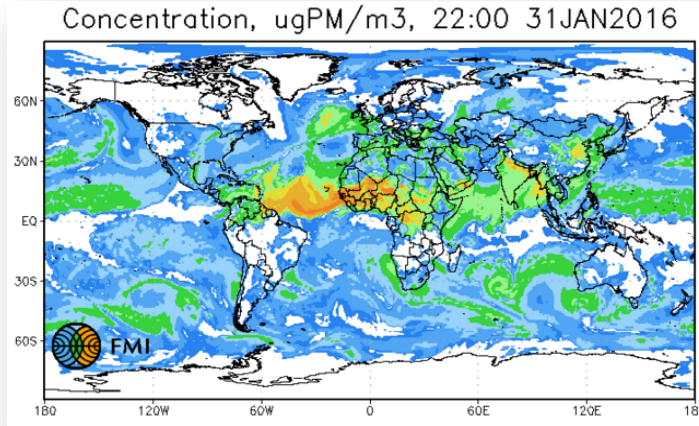 Concentration, ugPM/m3, 22:00 31JAN2016
60N
30N
EQ
30S
60S
FMI
180 120W 60W 0 60E 120E 18